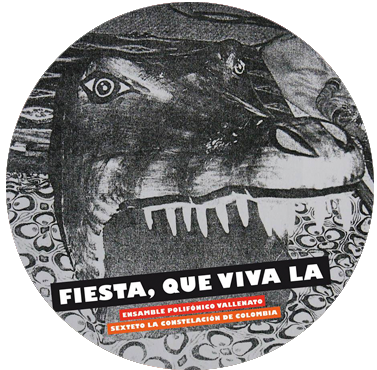 FIESTA, QUE VIVA LA
ENSAMBLE POLIFÓNICO VALLENATO
SEXTETO LA CONSTELACIÓN DE COLOMBIA